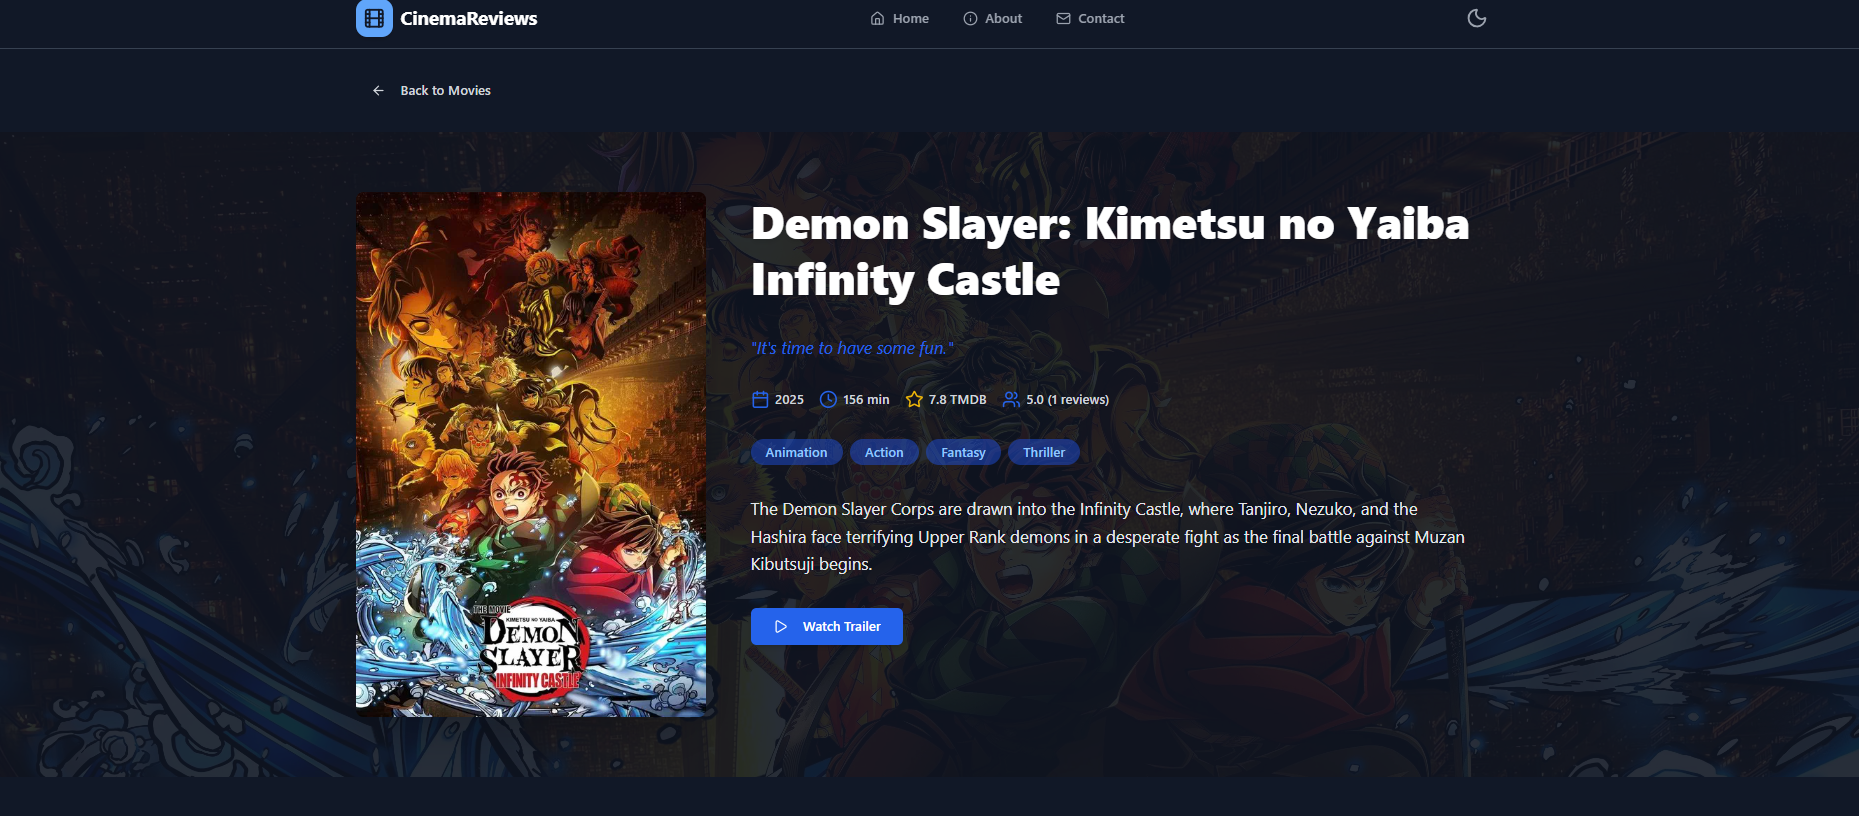 CinemaReviews
Home
About
Contact
Back to Movies
Demon Slayer: Kimetsu no Yaiba
Infinity Castle
"It's time to have some fun."
2025
156 min
7.8 TMDB
5.0 (1 reviews)
Animation
Action
Fantasy
Thriller
The Demon Slayer Corps are drawn into the Infinity Castle, where Tanjiro, Nezuko, and the
Hashira face terrifying Upper Rank demons in a desperate fight as the final battle against Muzan
Kibutsuji begins.
Watch Trailer
THE MOVIE
KIMETSU NO YAIBA
DEMON
SLAYER
INFINITY CASTLE